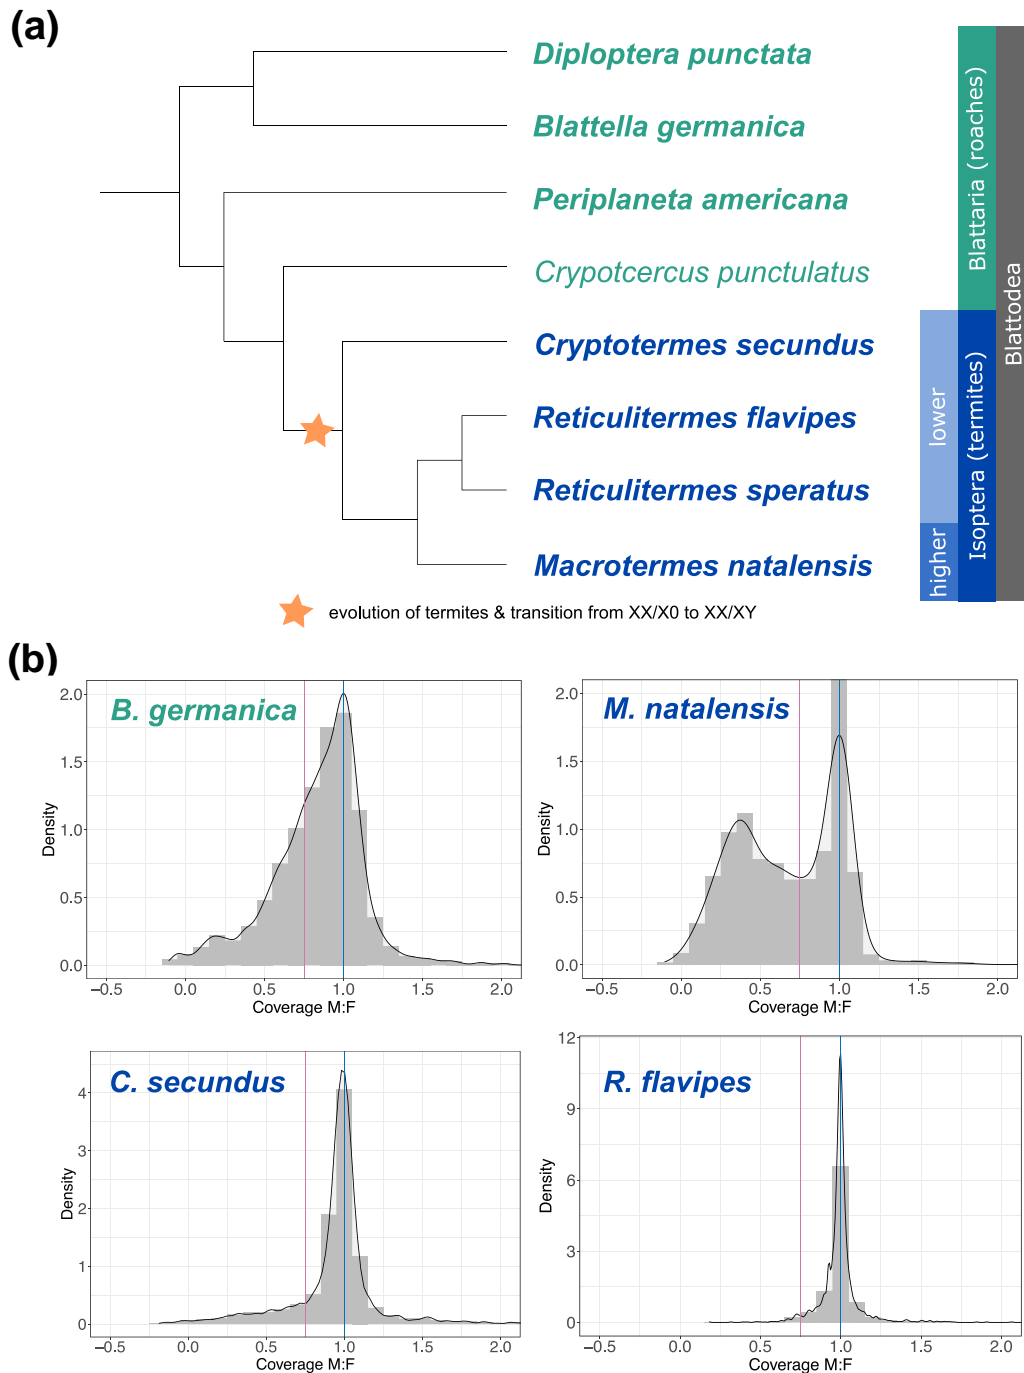 (a)
Diploptera punctata
Blattella germanica
Periplaneta americana
Crypotcercus punctulatus
Cryptotermes secundus
Reticulitermes flavipes
Reticulitermes speratus
Macrotermes natalensis
lower
higher
Blattaria (roaches)
Isoptera (termites)
Blattodea
evolution of termites & transition from XX/X0 to XX/XY
(b)
B. germanica
2.0
1.5
1.0
0.5
0.0
Density
−0.5 0.0 0.5 1.0 1.5 2.0
Coverage M:F
M. natalensis
2.0
1.5
1.0
0.5
0.0
Density
−0.5 0.0 0.5 1.0 1.5 2.0
Coverage M:F
C. secundus
4
3
2
1
0
Density
−0.5 0.0 0.5 1.0 1.5 2.0
Coverage M:F
R. flavipes
12
9
6
3
0
Density
−0.5 0.0 0.5 1.0 1.5 2.0
Coverage M:F